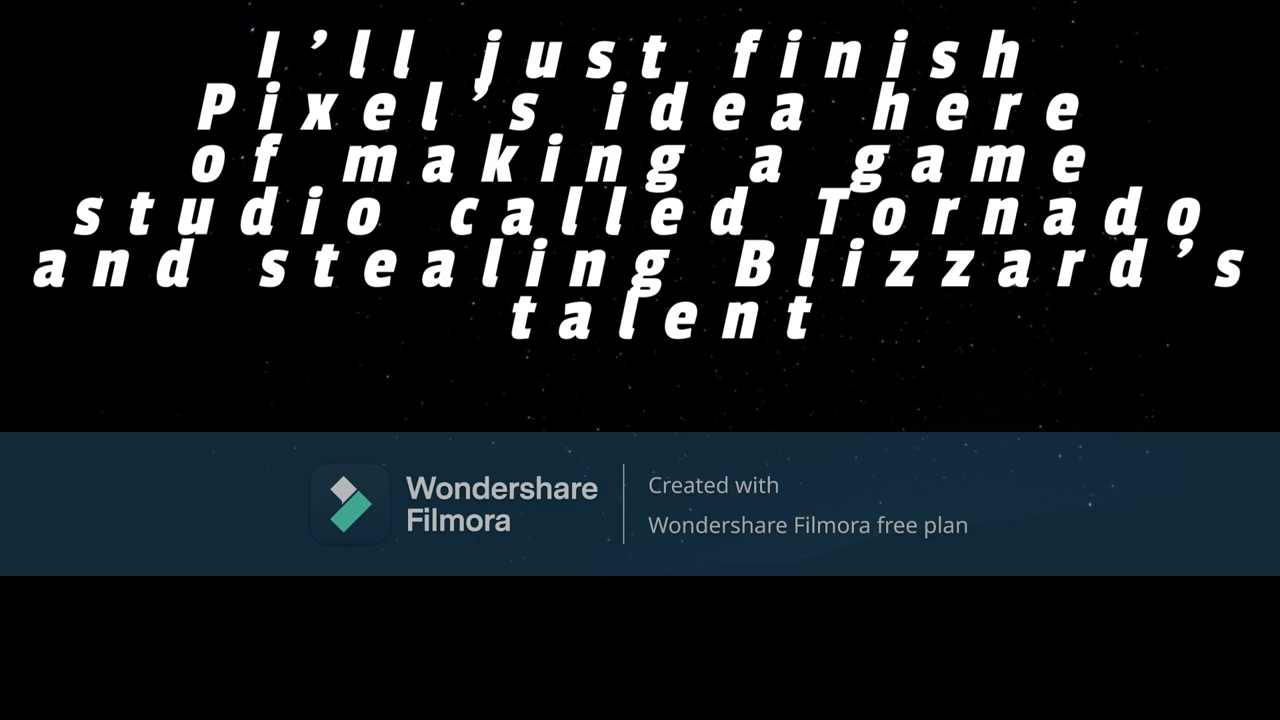 I’ll just finish
Pixel’s idea here
of making a game
studio called Tornado
and stealing Blizzard’s
talent
Wondershare
Filmora
Created with
Wondershare Filmora free plan